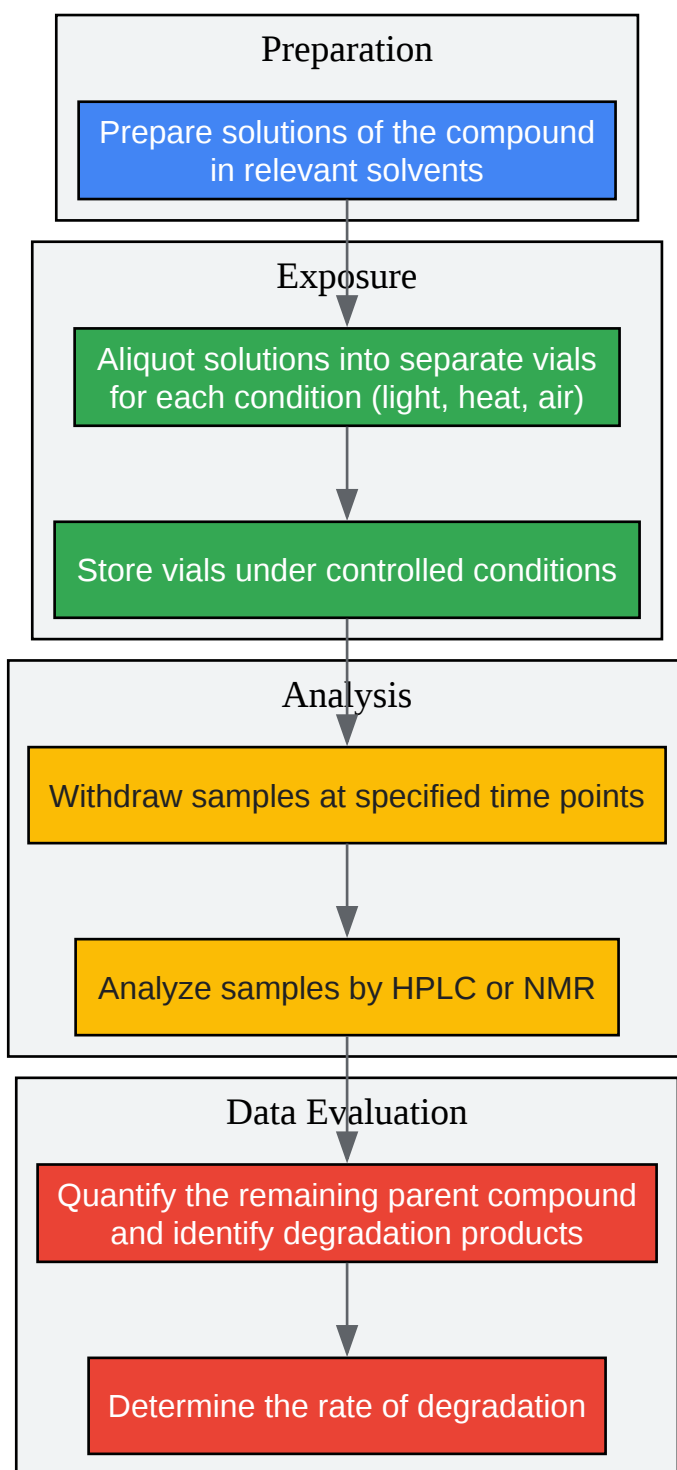 Preparation
Prepare solutions of the compound
in relevant solvents
Exposure
Aliquot solutions into separate vials
for each condition (light, heat, air)
Store vials under controlled conditions
Analysis
Withdraw samples at specified time points
Analyze samples by HPLC or NMR
Data Evaluation
Quantify the remaining parent compound
and identify degradation products
Determine the rate of degradation